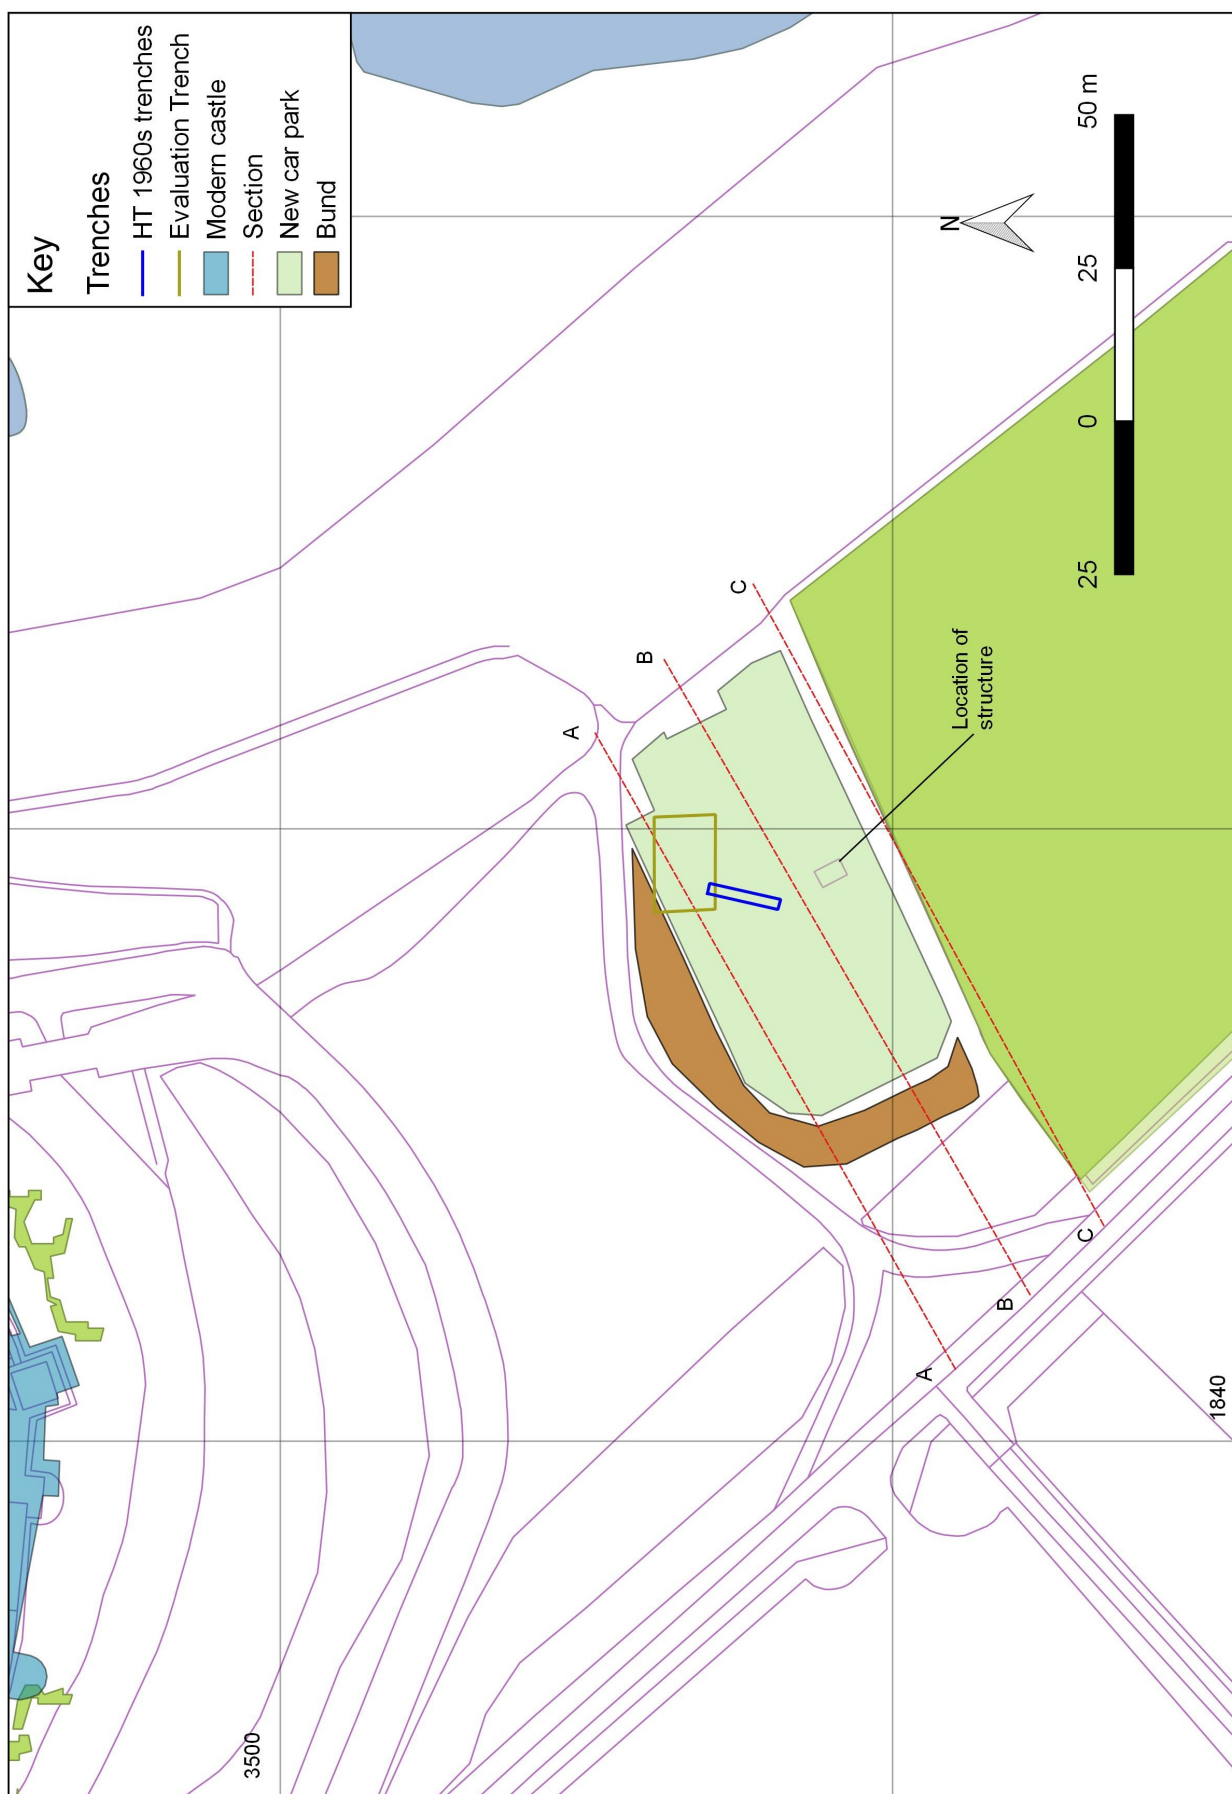 Key
Trenches
HT 1960s trenches
Evaluation Trench
Modern castle
Section
New car park
Bund
N
25
0
25
50 m
A
B
C
Location of
structure
A
B
C
3500
1840